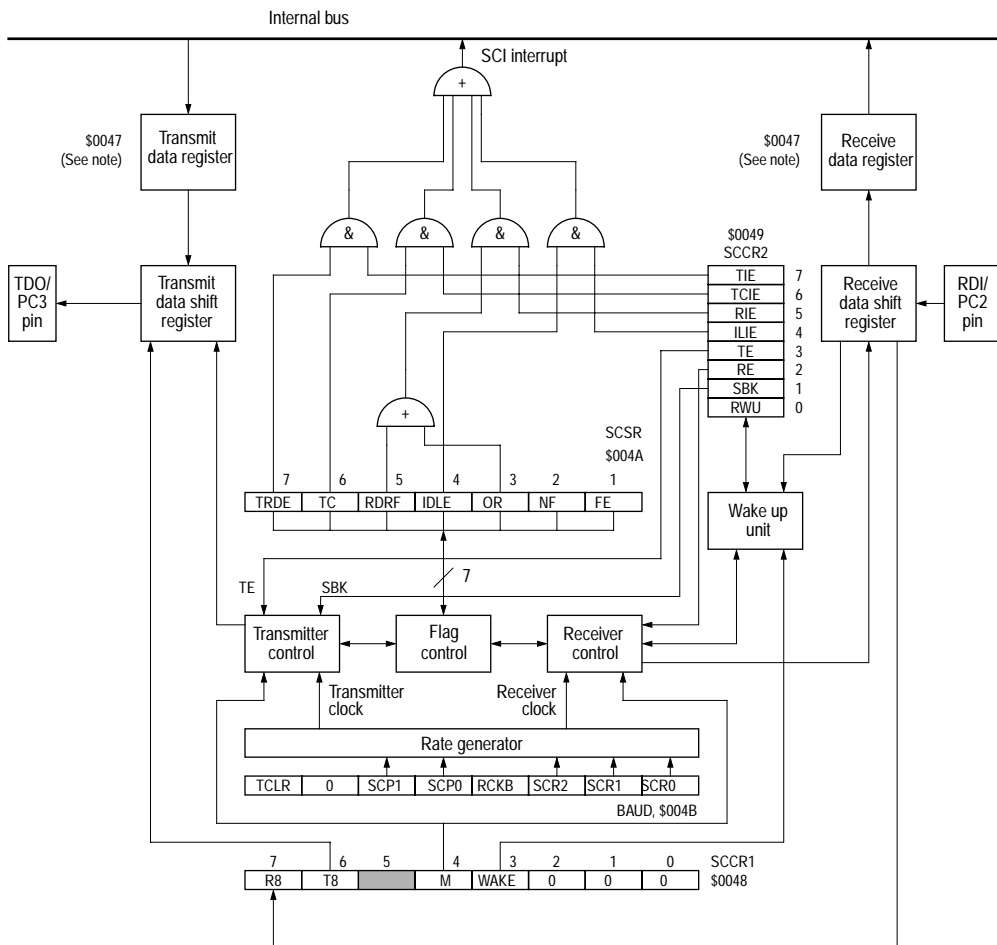 Internal bus
SCI interrupt
+
$0047
(See note)
Transmit
data register
$0047
(See note)
Receive
data register
&
&
&
&
$0049
SCCR2
TIE 7
TCIE 6
RIE 5
ILIE 4
TE 3
RE 2
SBK 1
RWU 0
TDO/
PC3
pin
Transmit
data shift
register
Receive
data shift
register
RDI/
PC2
pin
+
SCSR
$004A
7 6 5 4 3 2 1
TRDE TC RDRF IDLE OR NF FE
Wake up
unit
7
TE
SBK
Transmitter
control
Flag
control
Receiver
control
Transmitter
clock
Receiver
clock
Rate generator
TCLR 0 SCP1 SCP0 RCKB SCR2 SCR1 SCR0
BAUD, $004B
7 6 5 4 3 2 1 0 SCCR1
R8 T8 M WAKE 0 0 0 $0048